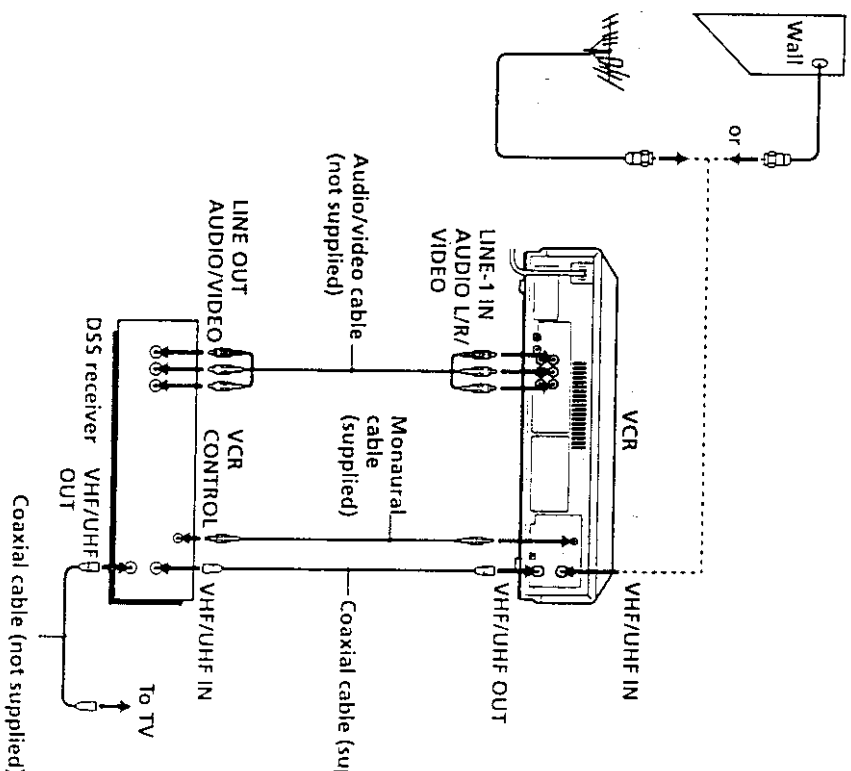 Wall
or
VCR
VHF/UHF IN
LINE-1 IN
AUDIO L/R/
VIDEO
VHF/UHF OUT
Audio/video cable
(not supplied)
Monaural
cable
(supplied)
Coaxial cable (sup
LINE OUT
AUDIO/VIDEO
VCR
CONTROL
VHF/UHF IN
DSS receiver
VHF/UHF
OUT
To TV
Coaxial cable (not supplied)